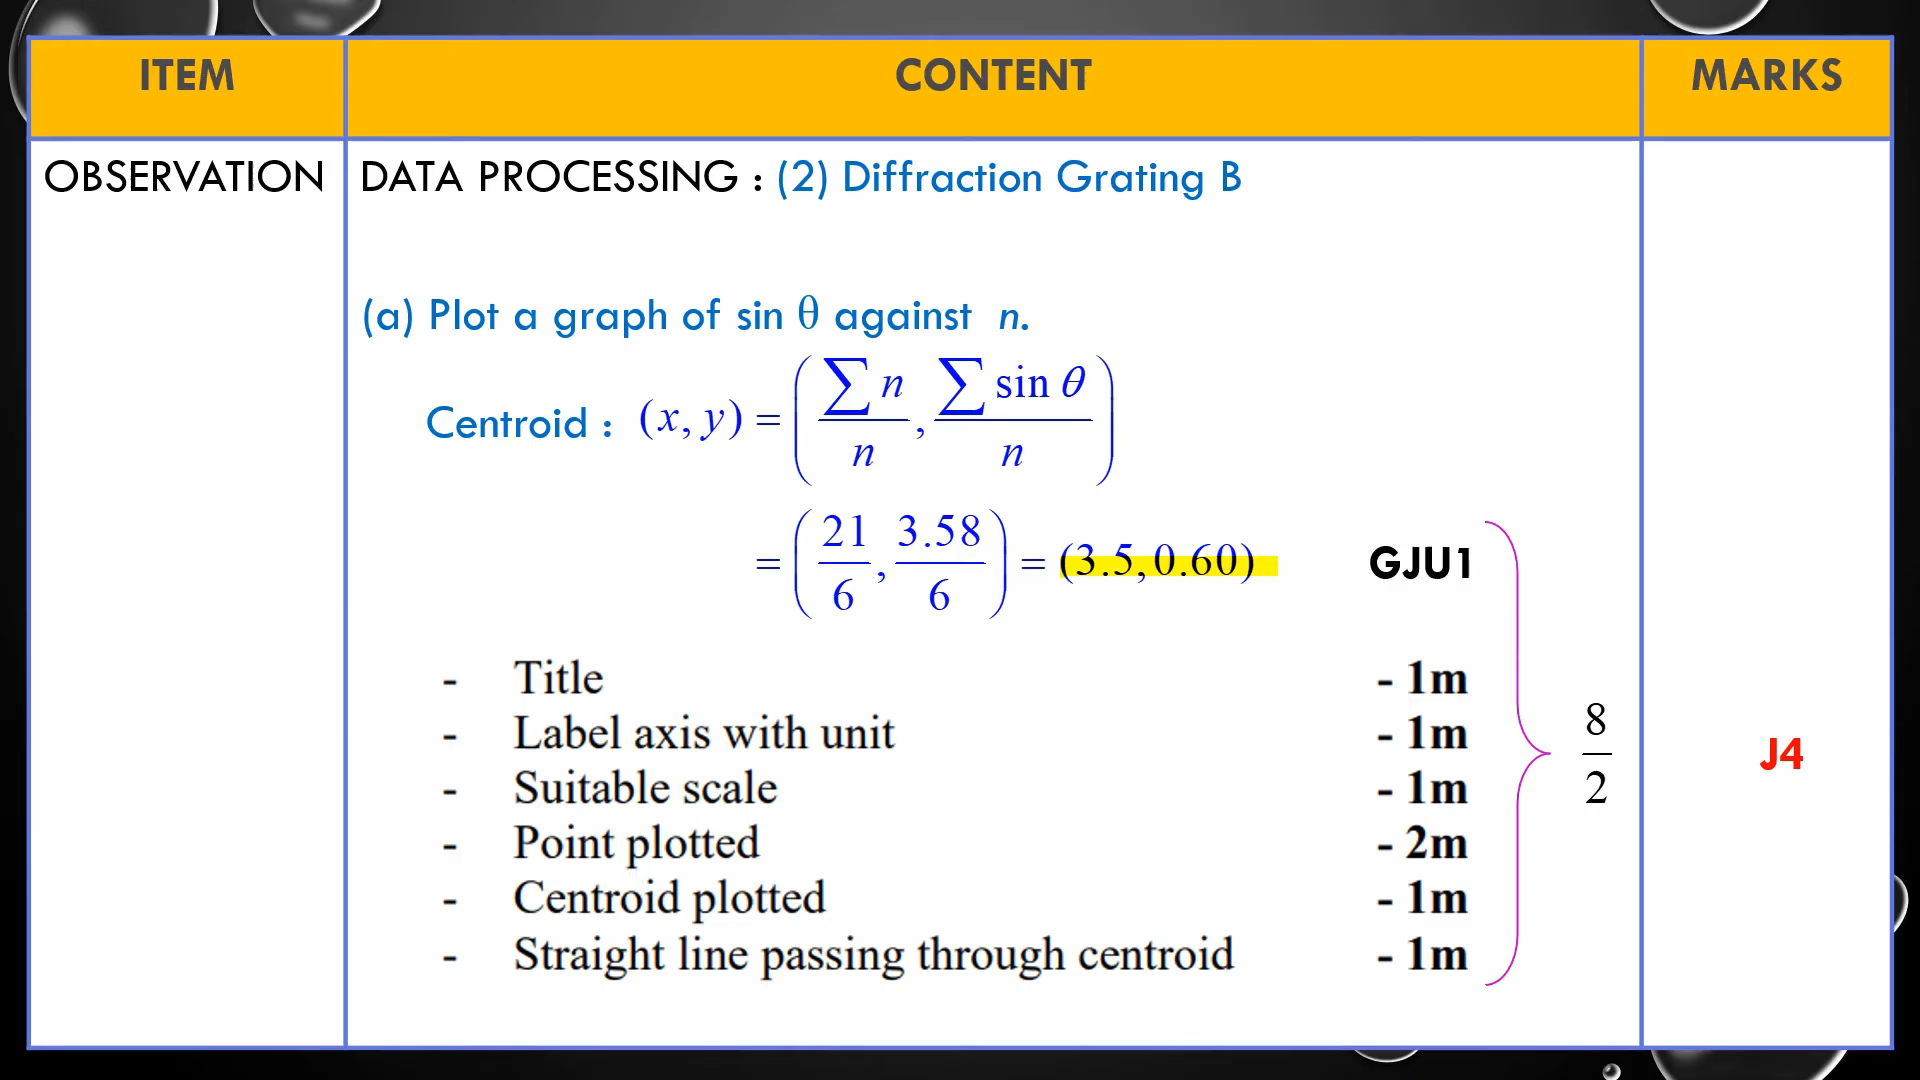 ITEM CONTENT MARKS
OBSERVATION DATA PROCESSING : (2) Diffraction Grating B
(a) Plot a graph of sin θ against n.
Centroid : (x, y) = (∑n/n, ∑sin θ/n)
= (21/6, 3.58/6) = (3.5, 0.60) GJU1
- Title - 1m
- Label axis with unit - 1m
- Suitable scale - 1m
- Point plotted - 2m
- Centroid plotted - 1m
- Straight line passing through centroid - 1m
8/2
J4